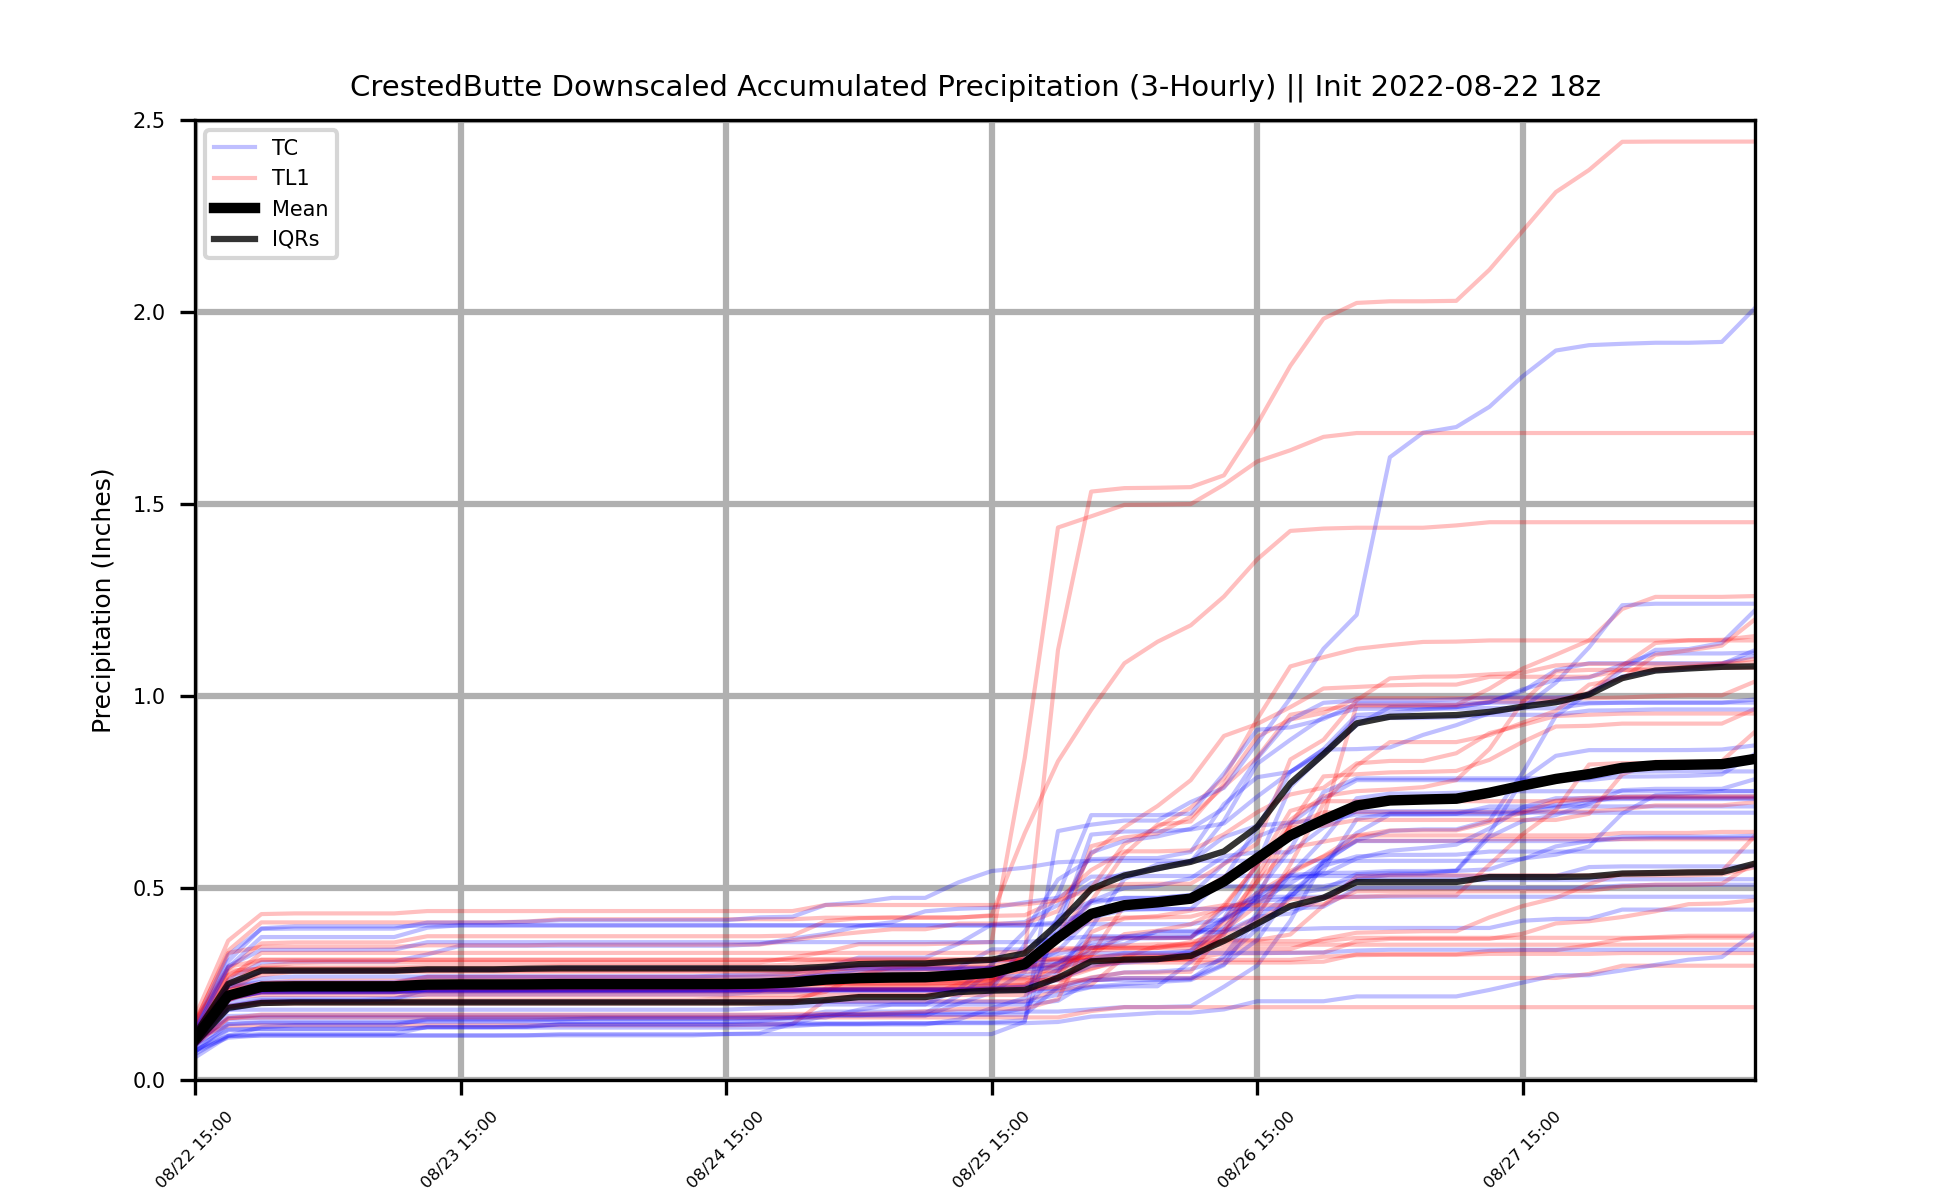 CrestedButte Downscaled Accumulated Precipitation (3-Hourly) || Init 2022-08-22 18z
2.5
TC
TL1
Mean
IQRs
2.0
1.5
Precipitation (Inches)
1.0
0.5
0.0
08/22 15:00
08/23 15:00
08/24 15:00
08/25 15:00
08/26 15:00
08/27 15:00